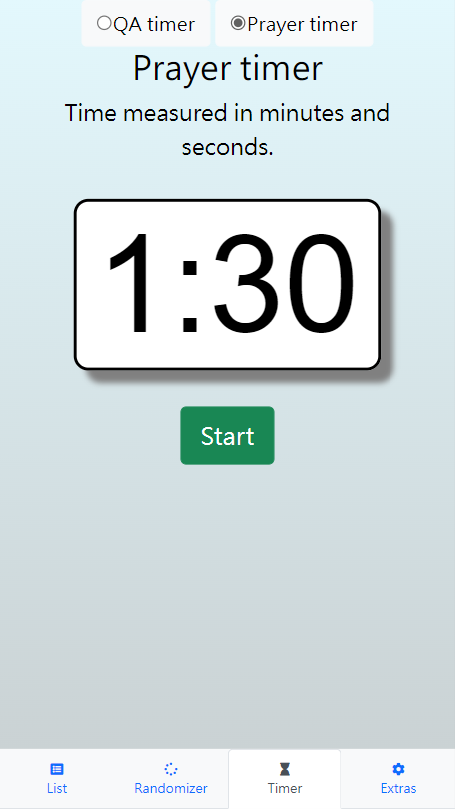 QA timer Prayer timer
Prayer timer
Time measured in minutes and
seconds.
1:30
Start
List Randomizer Timer Extras